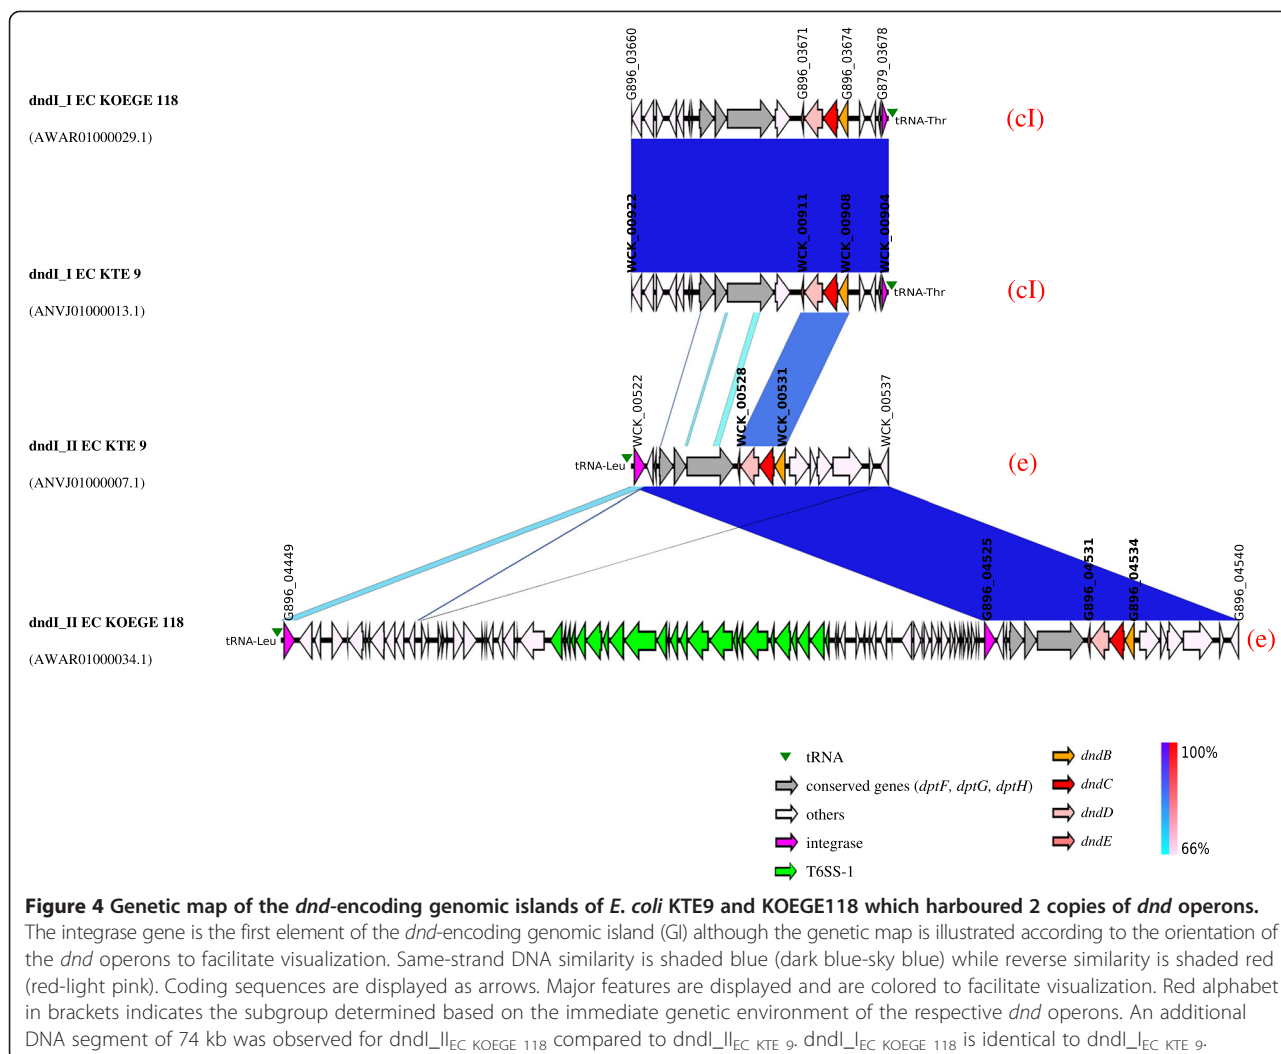 G896_03660
G896_03671
G896_03674
G879_03678
dndI_I EC KOEGE 118
(AWAR01000029.1)
tRNA-Thr
(cI)
WCK_00922
WCK_00911
WCK_00908
WCK_00904
dndI_I EC KTE 9
(ANVJ01000013.1)
tRNA-Thr
(cI)
WCK_00522
WCK_00528
WCK_00531
WCK_00537
dndI_II EC KTE 9
(ANVJ01000007.1)
tRNA-Leu
(e)
G896_04449
G896_04525
G896_04531
G896_04534
G896_04540
dndI_II EC KOEGE 118
(AWAR01000034.1)
tRNA-Leu
(e)
tRNA
conserved genes (dptF, dptG, dptH)
others
integrase
T6SS-1
dndB
dndC
dndD
dndE
100%
66%
Figure 4 Genetic map of the dnd-encoding genomic islands of E. coli KTE9 and KOEGE118 which harboured 2 copies of dnd operons.
The integrase gene is the first element of the dnd-encoding genomic island (GI) although the genetic map is illustrated according to the orientation of
the dnd operons to facilitate visualization. Same-strand DNA similarity is shaded blue (dark blue-sky blue) while reverse similarity is shaded red
(red-light pink). Coding sequences are displayed as arrows. Major features are displayed and are colored to facilitate visualization. Red alphabet
in brackets indicates the subgroup determined based on the immediate genetic environment of the respective dnd operons. An additional
DNA segment of 74 kb was observed for dndI_IIEC KOEGE 118 compared to dndI_IIEC KTE 9. dndI_IEC KOEGE 118 is identical to dndI_IEC KTE 9.